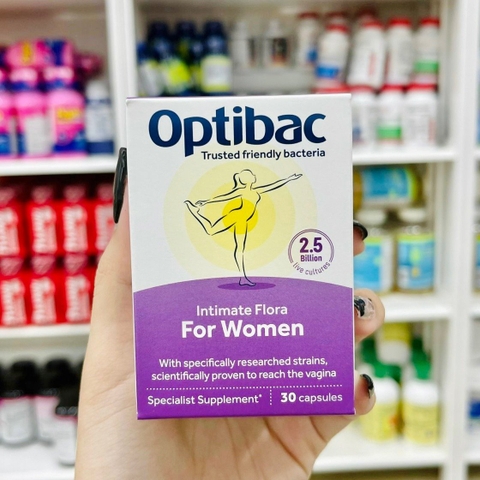 Optibac
Trusted friendly bacteria
2.5
Billion
live cultures
Intimate Flora
For Women
With specifically researched strains,
scientifically proven to reach the vagina
Specialist Supplement* 30 capsules